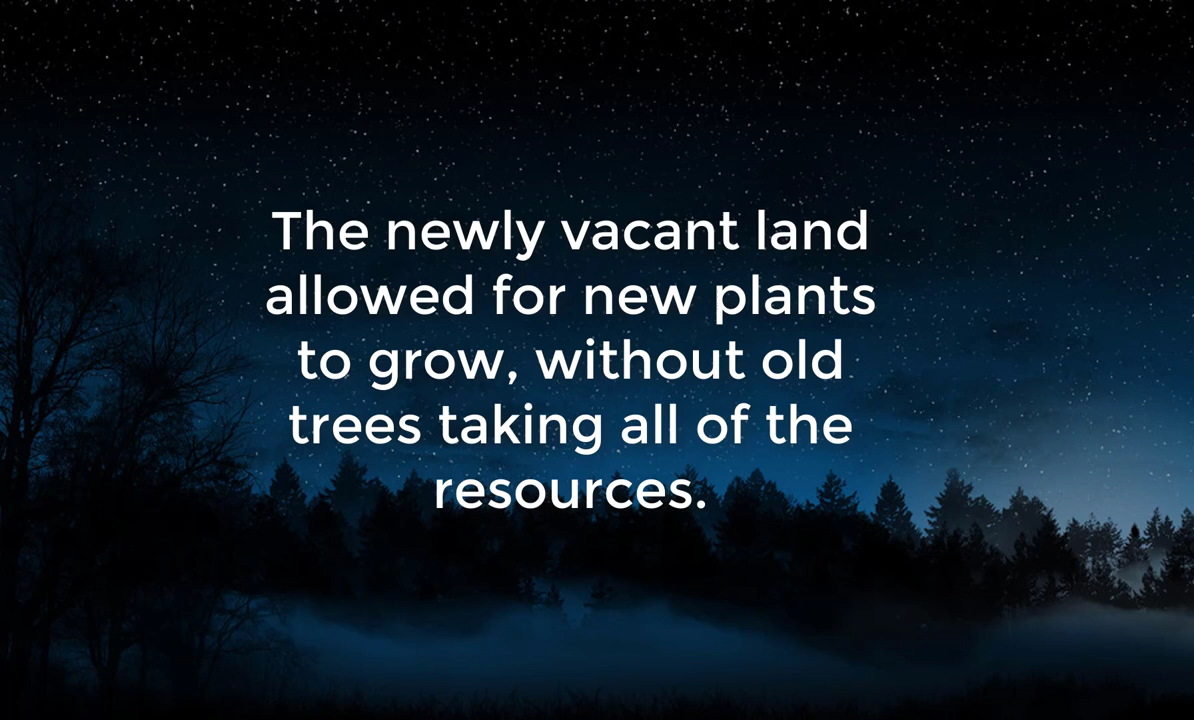 The newly vacant land
allowed for new plants
to grow, without old
trees taking all of the
resources.